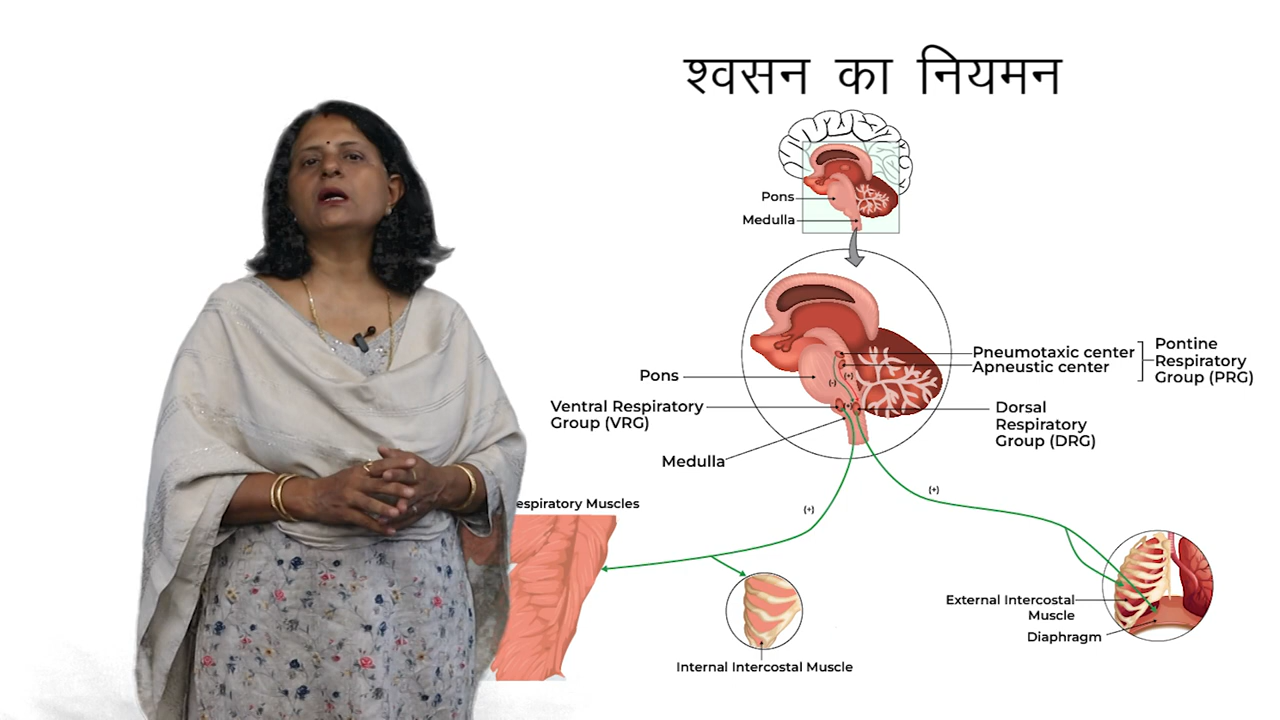 श्वसन का नियमन
Pons
Medulla
Pneumotaxic center
Apneustic center
Pontine
Respiratory
Group (PRG)
Pons
Ventral Respiratory
Group (VRG)
Dorsal
Respiratory
Group (DRG)
Medulla
(+)
(-)
(+)
(+)
(+)
espiratory Muscles
External Intercostal
Muscle
Diaphragm
Internal Intercostal Muscle